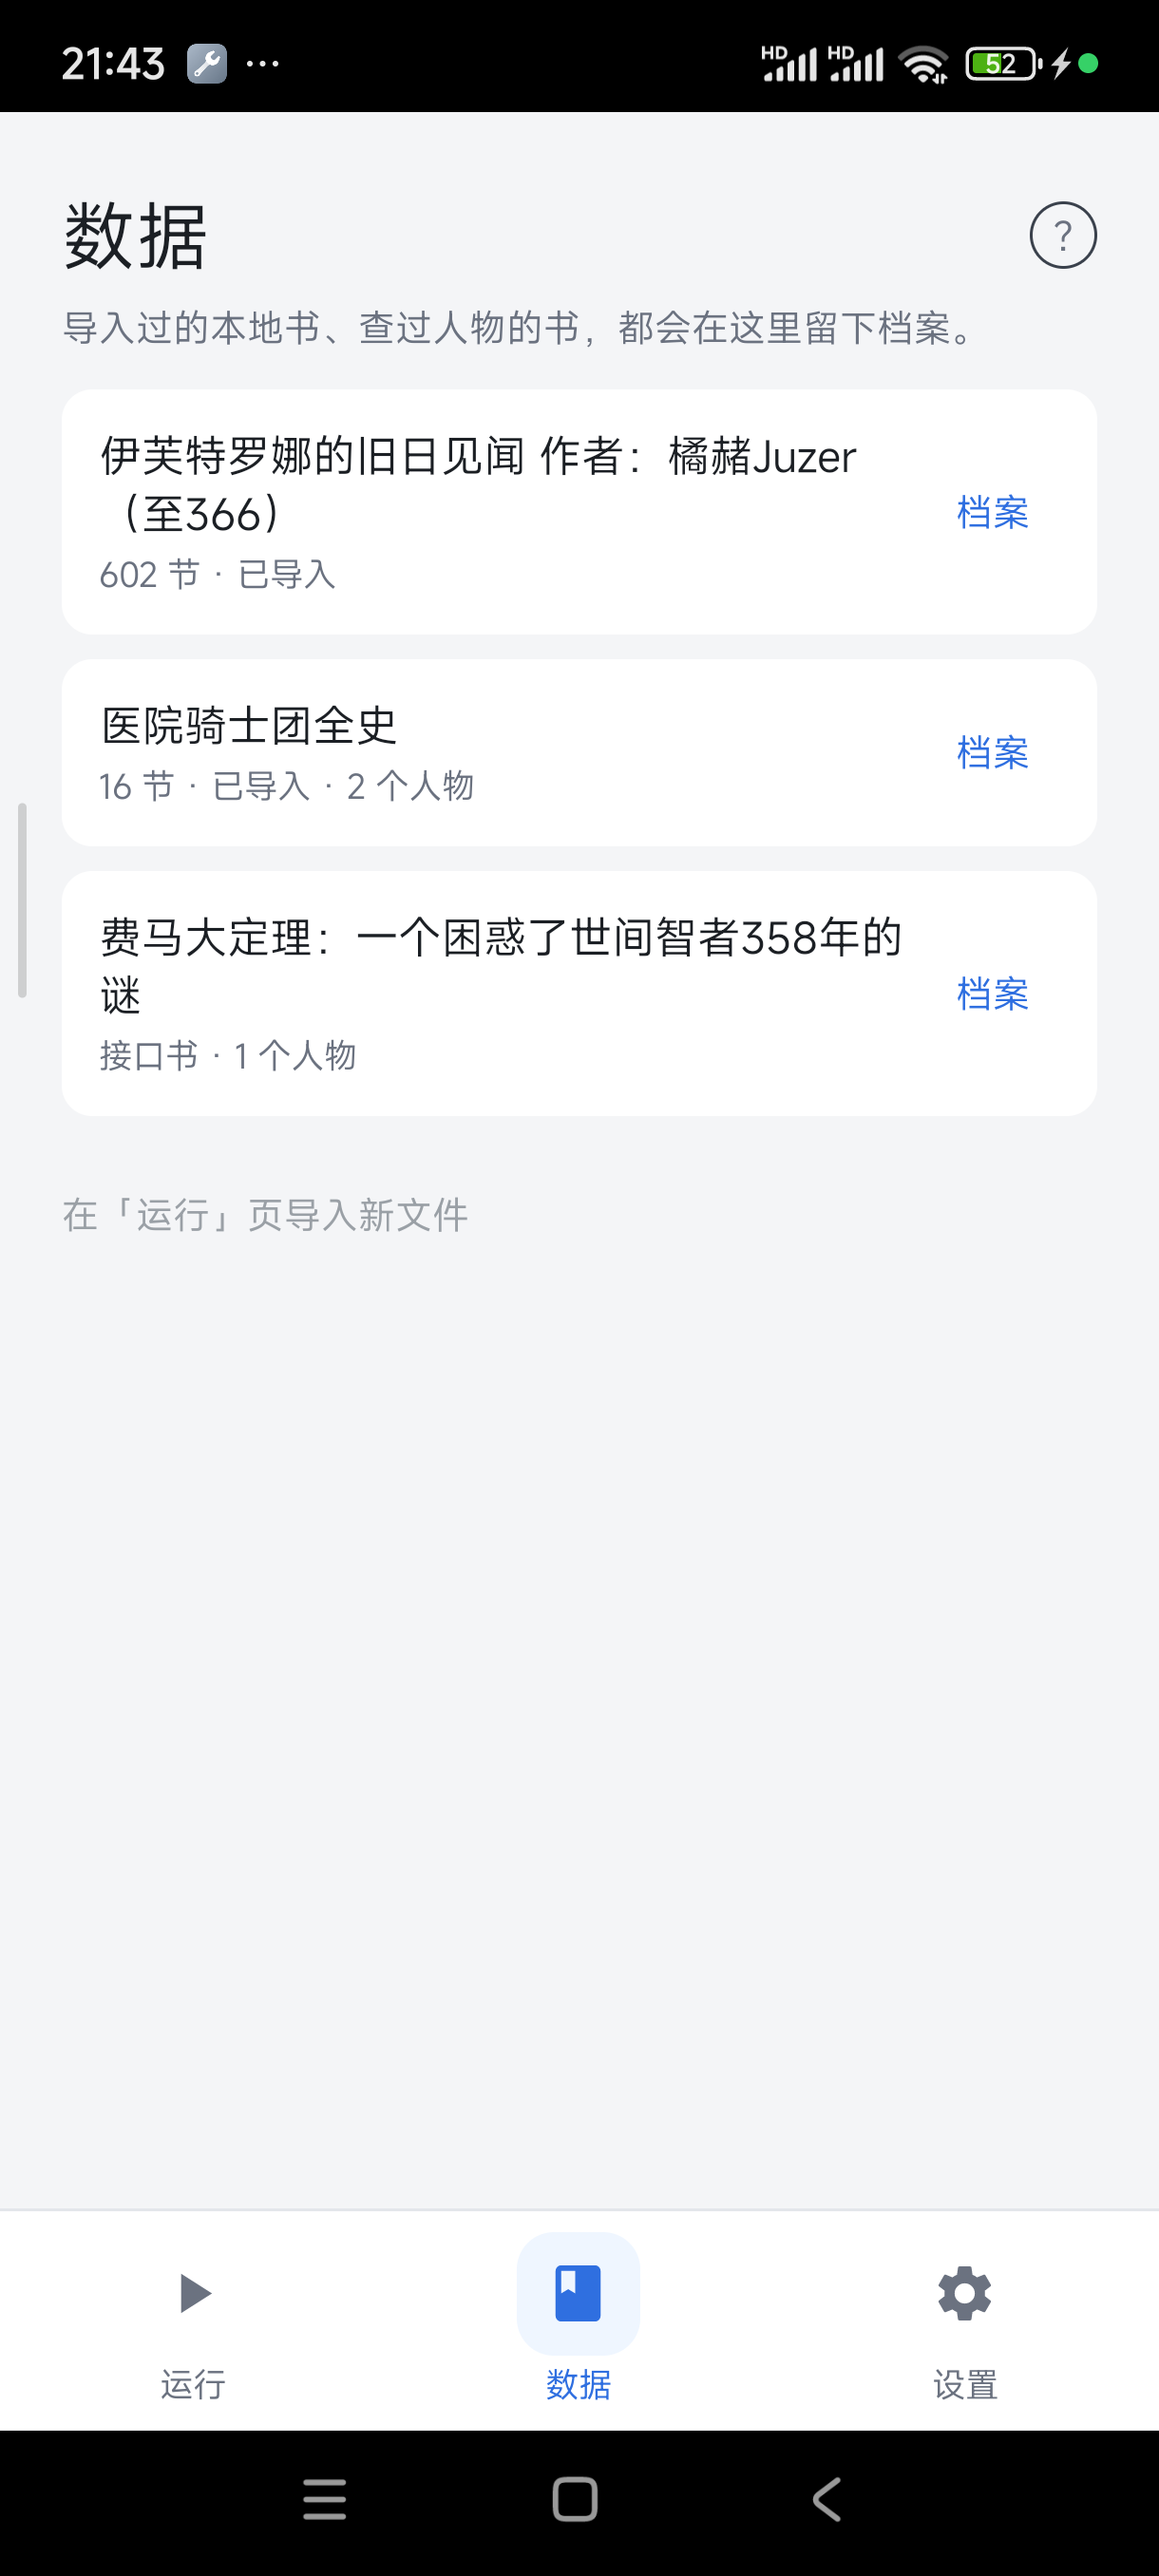 21:43
HD HD 52
数据
?
导入过的本地书、查过人物的书，都会在这里留下档案。
伊芙特罗娜的旧日见闻 作者：橘赭Juzer
（至366）
档案
602 节 · 已导入
医院骑士团全史
档案
16 节 · 已导入 · 2 个人物
费马大定理：一个困惑了世间智者358年的
谜
档案
接口书 · 1 个人物
在「运行」页导入新文件
运行 数据 设置